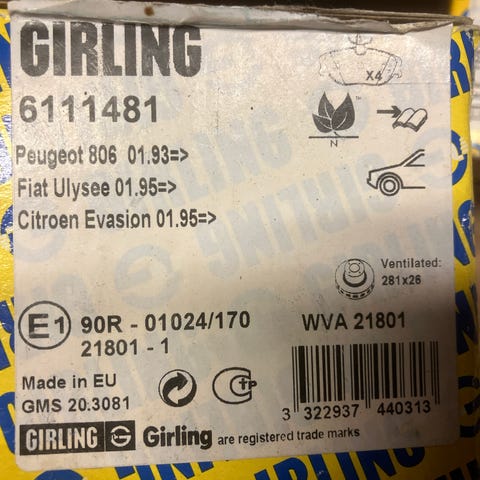 GIRLING
X4
6111481
TM
N
Peugeot 806 01.93=>
Fiat Ulysee 01.95=>
Citroen Evasion 01.95=>
Ventilated:
281x26
E1
90R - 01024/170
WVA 21801
21801 - 1
Made in EU
GMS 20.3081
3 322937 440313
GIRLING G Girling are registered trade marks